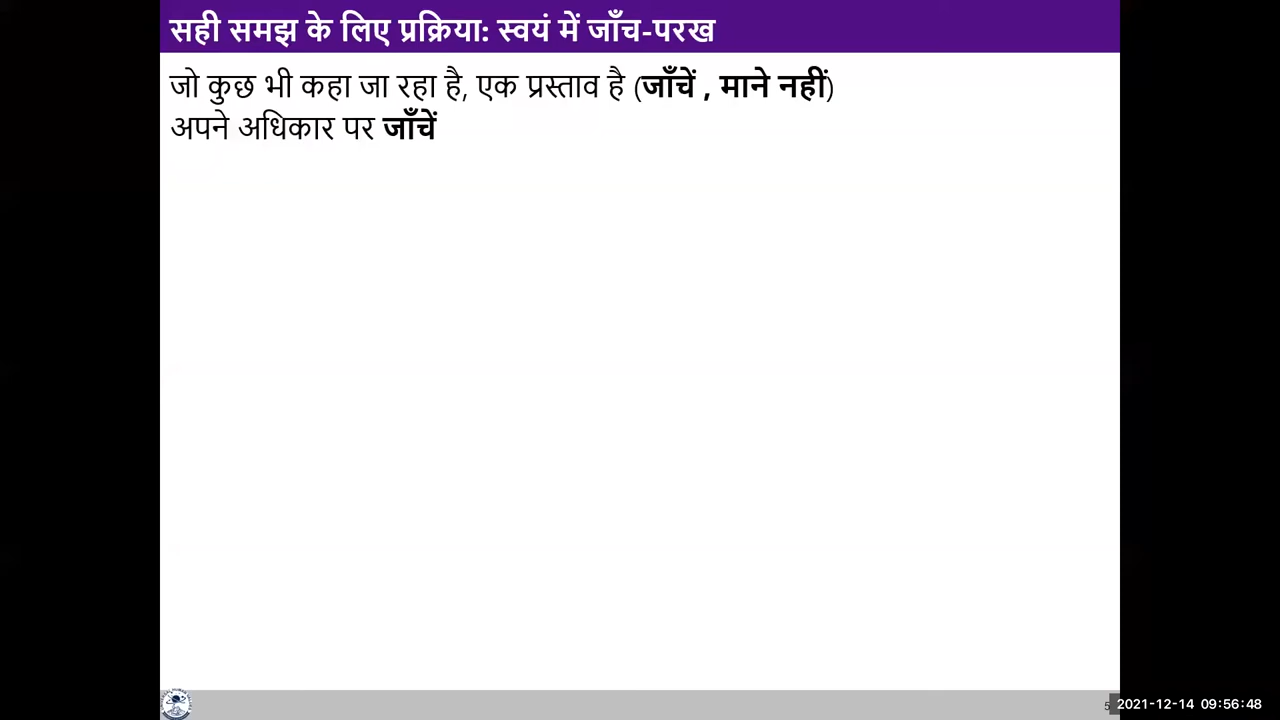 सही समझ के लिए प्रक्रिया: स्वयं में जाँच-परख
जो कुछ भी कहा जा रहा है, एक प्रस्ताव है (जाँचें , माने नहीं)
अपने अधिकार पर जाँचें
5
2021-12-14 09:56:48